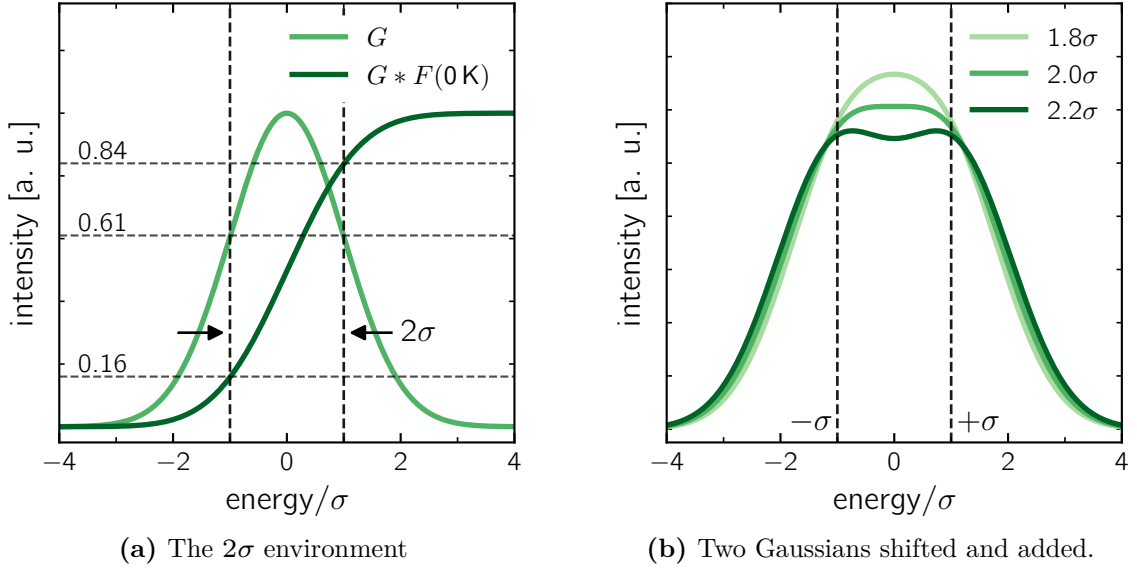 G
G ∗ F(0 K)
0.84
0.61
2σ
0.16
intensity [a. u.]
−4 −2 0 2 4
energy/σ
(a) The 2σ environment
1.8σ
2.0σ
2.2σ
−σ +σ
intensity [a. u.]
−4 −2 0 2 4
energy/σ
(b) Two Gaussians shifted and added.